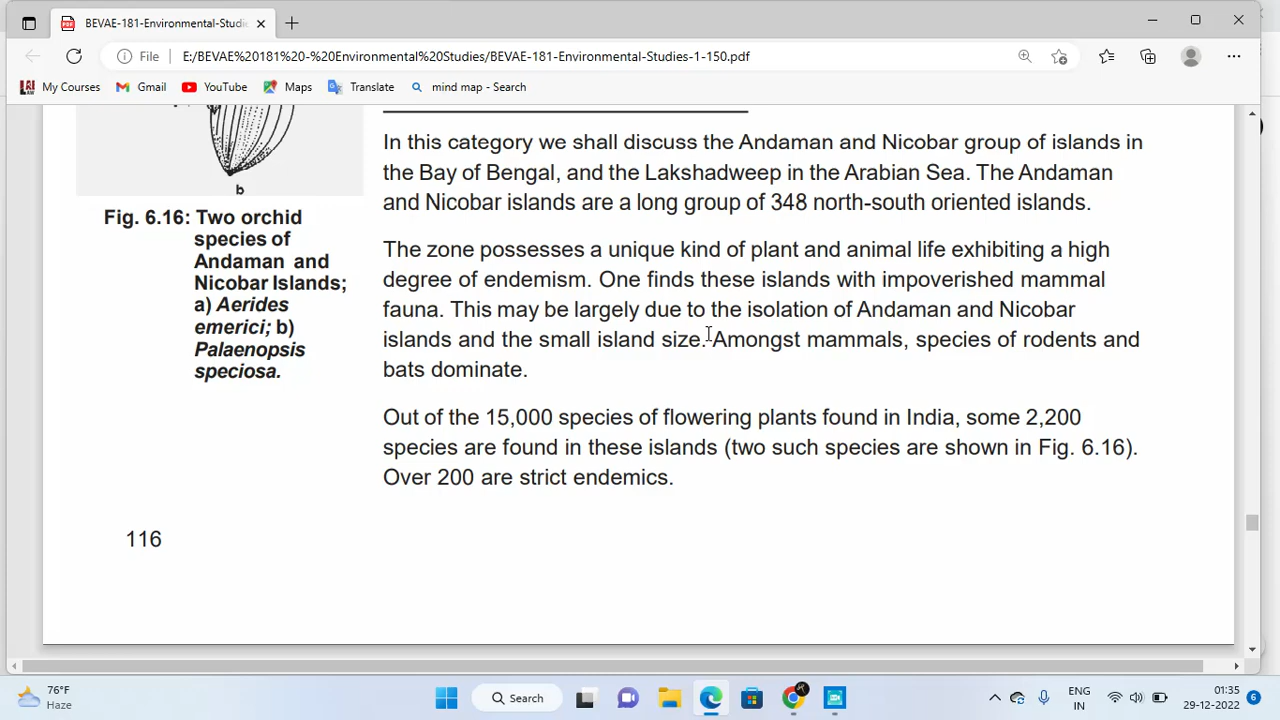 BEVAE-181-Environmental-Studi
File
E:/BEVAE%20181%20-%20Environmental%20Studies/BEVAE-181-Environmental-Studies-1-150.pdf
My Courses
Gmail
YouTube
Maps
Translate
mind map - Search
b
Fig. 6.16: Two orchid
species of
Andaman and
Nicobar Islands;
a) Aerides
emerici; b)
Palaenopsis
speciosa.
In this category we shall discuss the Andaman and Nicobar group of islands in
the Bay of Bengal, and the Lakshadweep in the Arabian Sea. The Andaman
and Nicobar islands are a long group of 348 north-south oriented islands.
The zone possesses a unique kind of plant and animal life exhibiting a high
degree of endemism. One finds these islands with impoverished mammal
fauna. This may be largely due to the isolation of Andaman and Nicobar
islands and the small island size. Amongst mammals, species of rodents and
bats dominate.
Out of the 15,000 species of flowering plants found in India, some 2,200
species are found in these islands (two such species are shown in Fig. 6.16).
Over 200 are strict endemics.
116
76°F
Haze
Search
ENG
IN
01:35
29-12-2022
6